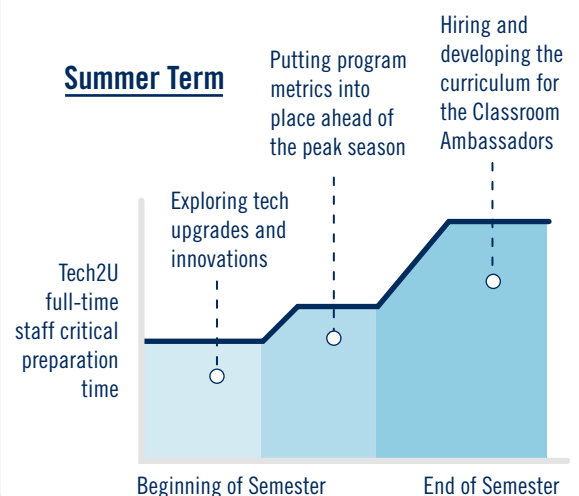 Summer Term
Hiring and
developing the
curriculum for
the Classroom
Ambassadors
Putting program
metrics into
place ahead of
the peak season
Exploring tech
upgrades and
innovations
Tech2U
full-time
staff critical
preparation
time
Beginning of Semester
End of Semester